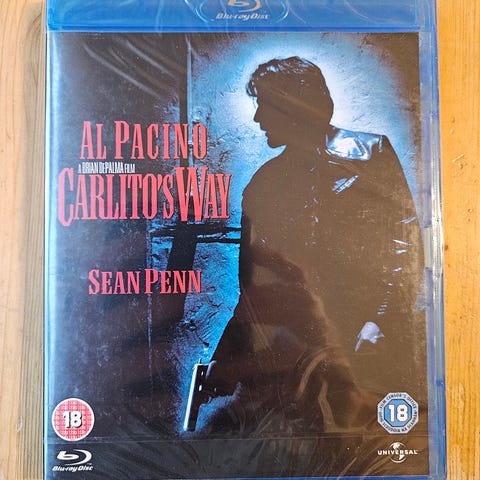 Blu-ray Disc
AL PACINO
A BRIAN DEPALMA FILM
CARLITO'S WAY
SEAN PENN
18
18
Blu-ray Disc
UNIVERSAL